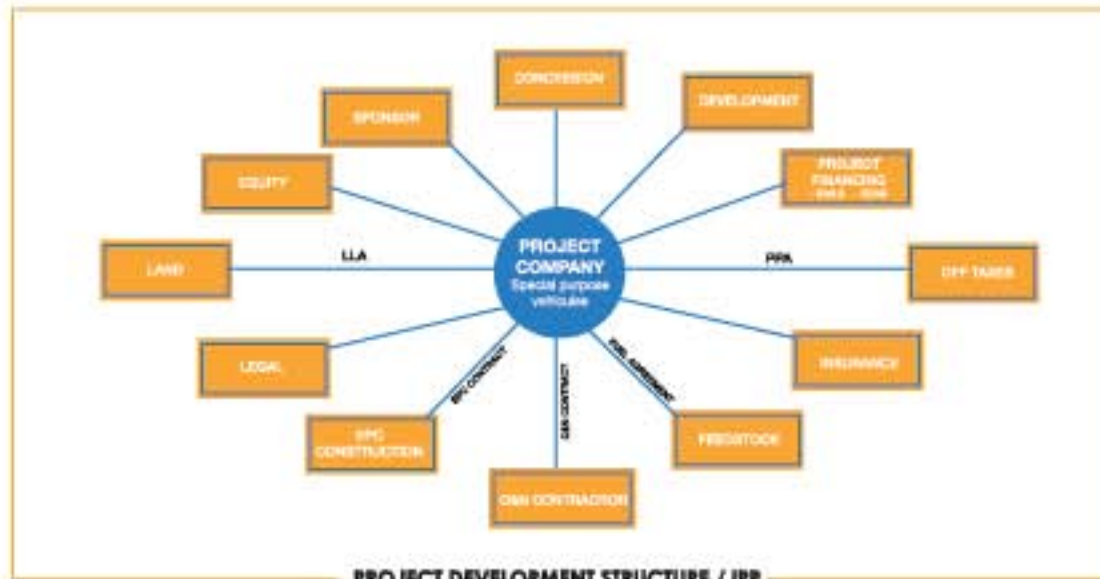 CONCESSION
DEVELOPMENT
SPONSOR
PROJECT
FINANCING
EQUITY
PROJECT
COMPANY
Special purpose
vehicules
LLA
PPA
LAND
OFF TAKER
LEGAL
INSURANCE
EPC CONTRACT
O&M CONTRACT
FUEL AGREEMENT
EPC
CONSTRUCTION
FEEDSTOCK
O&M CONTRACTOR
PROJECT DEVELOPMENT STRUCTURE / IPP